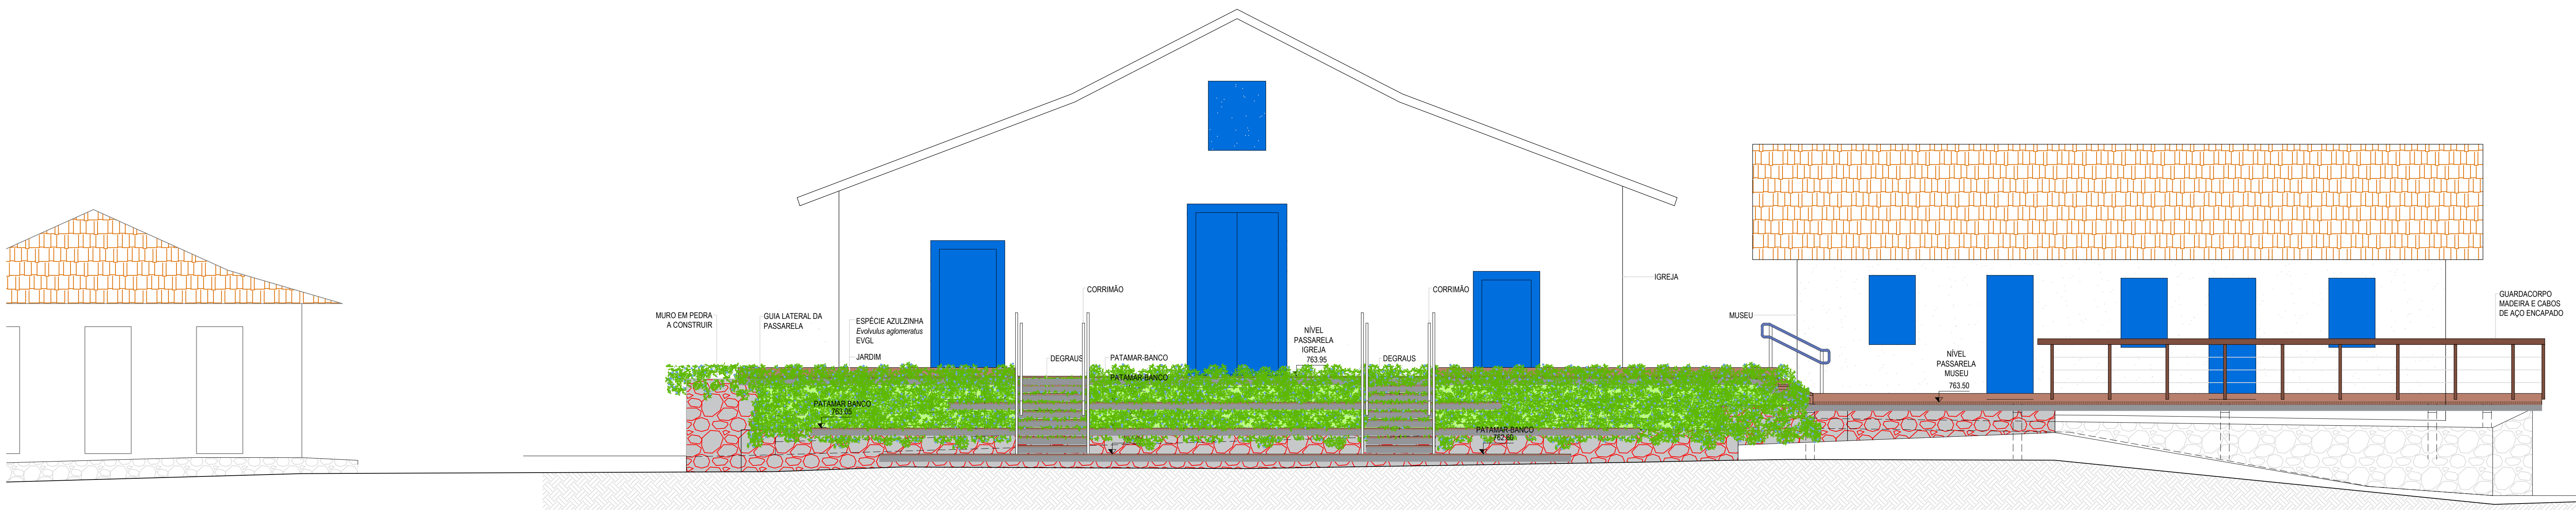 MURO EM PEDRA
A CONSTRUIR
GUIA LATERAL DA
PASSARELA
ESPÉCIE AZULZINHA
Evolvulus aglomeratus
EVGL
JARDIM
PATAMAR BANCO
763.05
CORRIMÃO
DEGRAUS
PATAMAR-BANCO
PATAMAR-BANCO
NÍVEL
PASSARELA
IGREJA
763.95
CORRIMÃO
DEGRAUS
PATAMAR-BANCO
762.60
IGREJA
MUSEU
NÍVEL
PASSARELA
MUSEU
763.50
GUARDACORPO
MADEIRA E CABOS
DE AÇO ENCAPADO